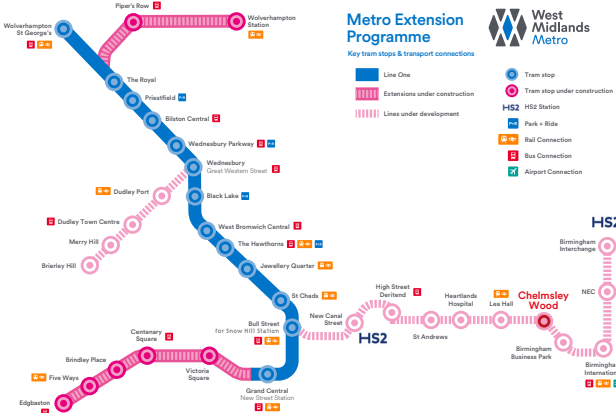 Piper's Row
Wolverhampton
St George's
Wolverhampton
Station
Metro Extension
Programme
Key tram stops & transport connections
West
Midlands
Metro
Line One
Extensions under construction
Lines under development
Tram stop
Tram stop under construction
HS2 HS2 Station
Park + Ride
Rail Connection
Bus Connection
Airport Connection
The Royal
Priestfield
Bilston Central
Wednesbury Parkway
Wednesbury
Great Western Street
Dudley Port
Black Lake
Dudley Town Centre
West Bromwich Central
Merry Hill
The Hawthorns
Brierley Hill
Jewellery Quarter
St Chads
Bull Street
for Snow Hill Station
New Canal
Street
HS2
High Street
Deritend
St Andrews
Heartlands
Hospital
Lea Hall
Chelmsley
Wood
Birmingham
Business Park
HS2
Birmingham
Interchange
NEC
Birmingham
Internation
Centenary
Square
Brindley Place
Victoria
Square
Five Ways
Grand Central
New Street Station
Edgbaston